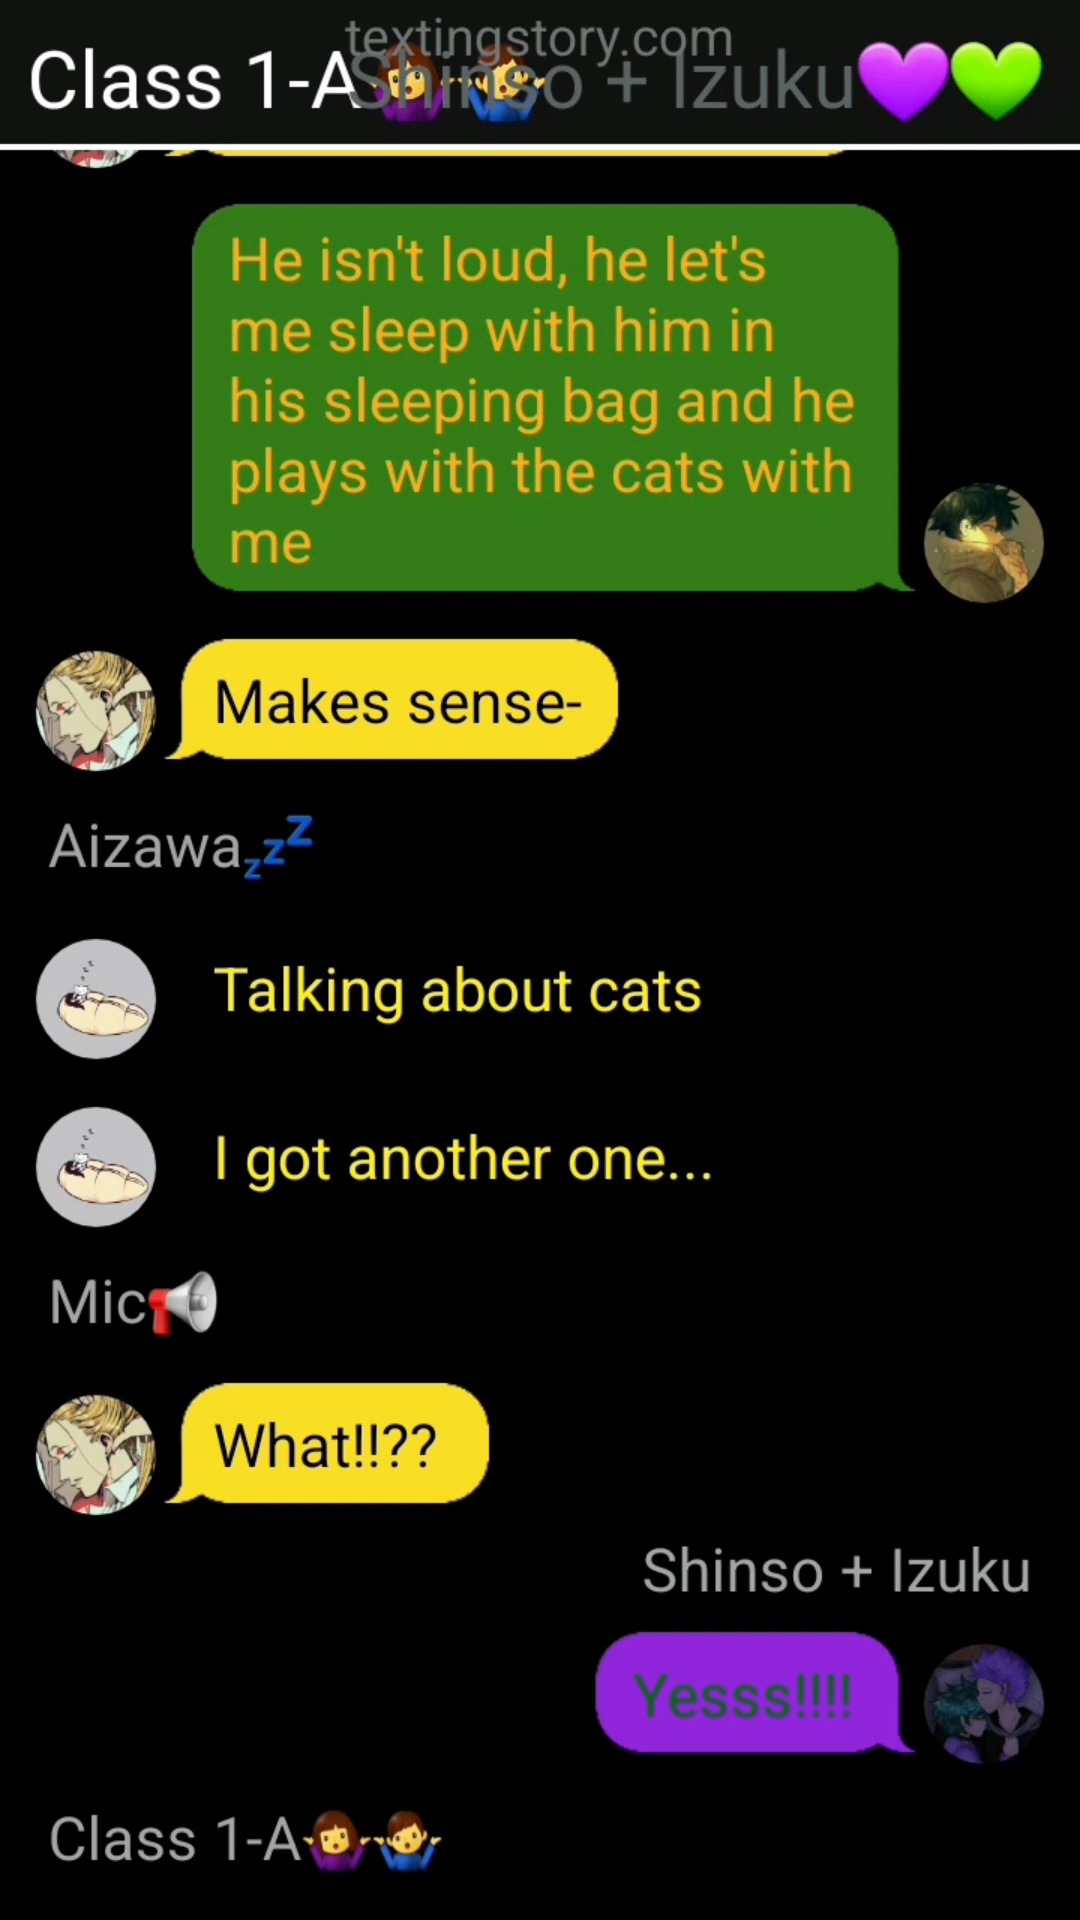 textingstory.com
Class 1-A🤷‍♀️🤷‍♂️
Shinso + Izuku💜💚
He isn't loud, he let's
me sleep with him in
his sleeping bag and he
plays with the cats with
me
Makes sense-
Aizawa💤
Talking about cats
I got another one...
Mic📢
What!!??
Shinso + Izuku
Yesss!!!!
Class 1-A🤷‍♀️🤷‍♂️